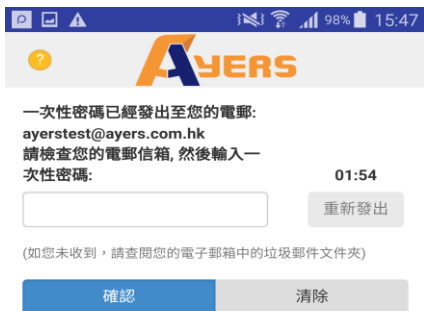 98% 15:47
AYERS
一次性密碼已經發出至您的電郵:
ayerstest@ayers.com.hk
請檢查您的電郵信箱, 然後輸入一
次性密碼:
01:54
重新發出
(如您未收到，請查閱您的電子郵箱中的垃圾郵件文件夾)
確認
清除